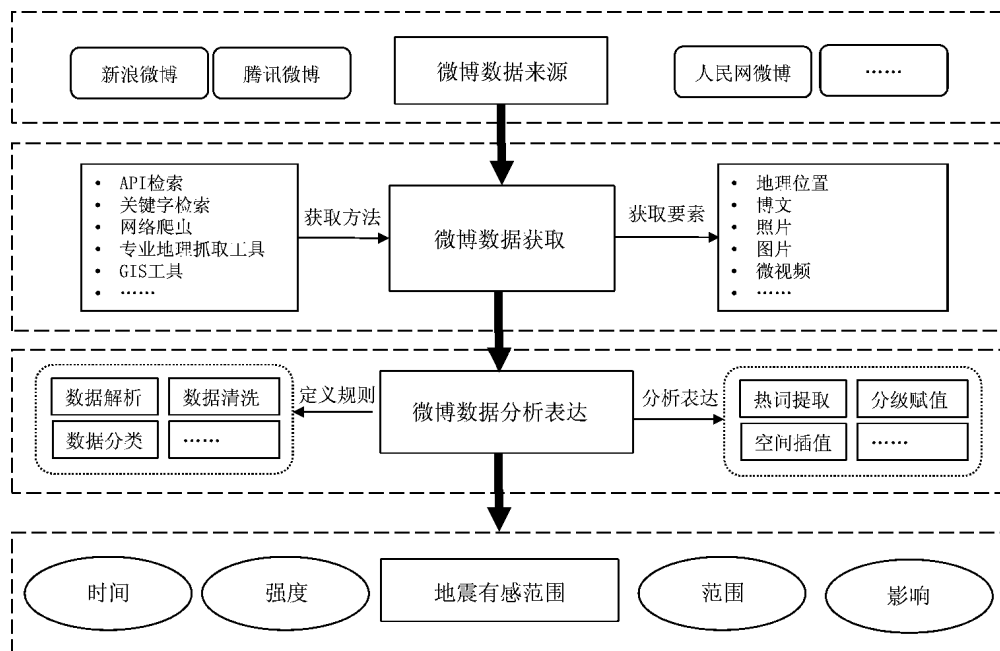 新浪微博
腾讯微博
微博数据来源
人民网微博
……
• API检索
• 关键字检索
• 网络爬虫
• 专业地理抓取工具
• GIS工具
• ……
获取方法
微博数据获取
获取要素
• 地理位置
• 博文
• 照片
• 图片
• 微视频
• ……
数据解析
数据清洗
数据分类
……
定义规则
微博数据分析表达
分析表达
热词提取
分级赋值
空间插值
……
时间
强度
地震有感范围
范围
影响